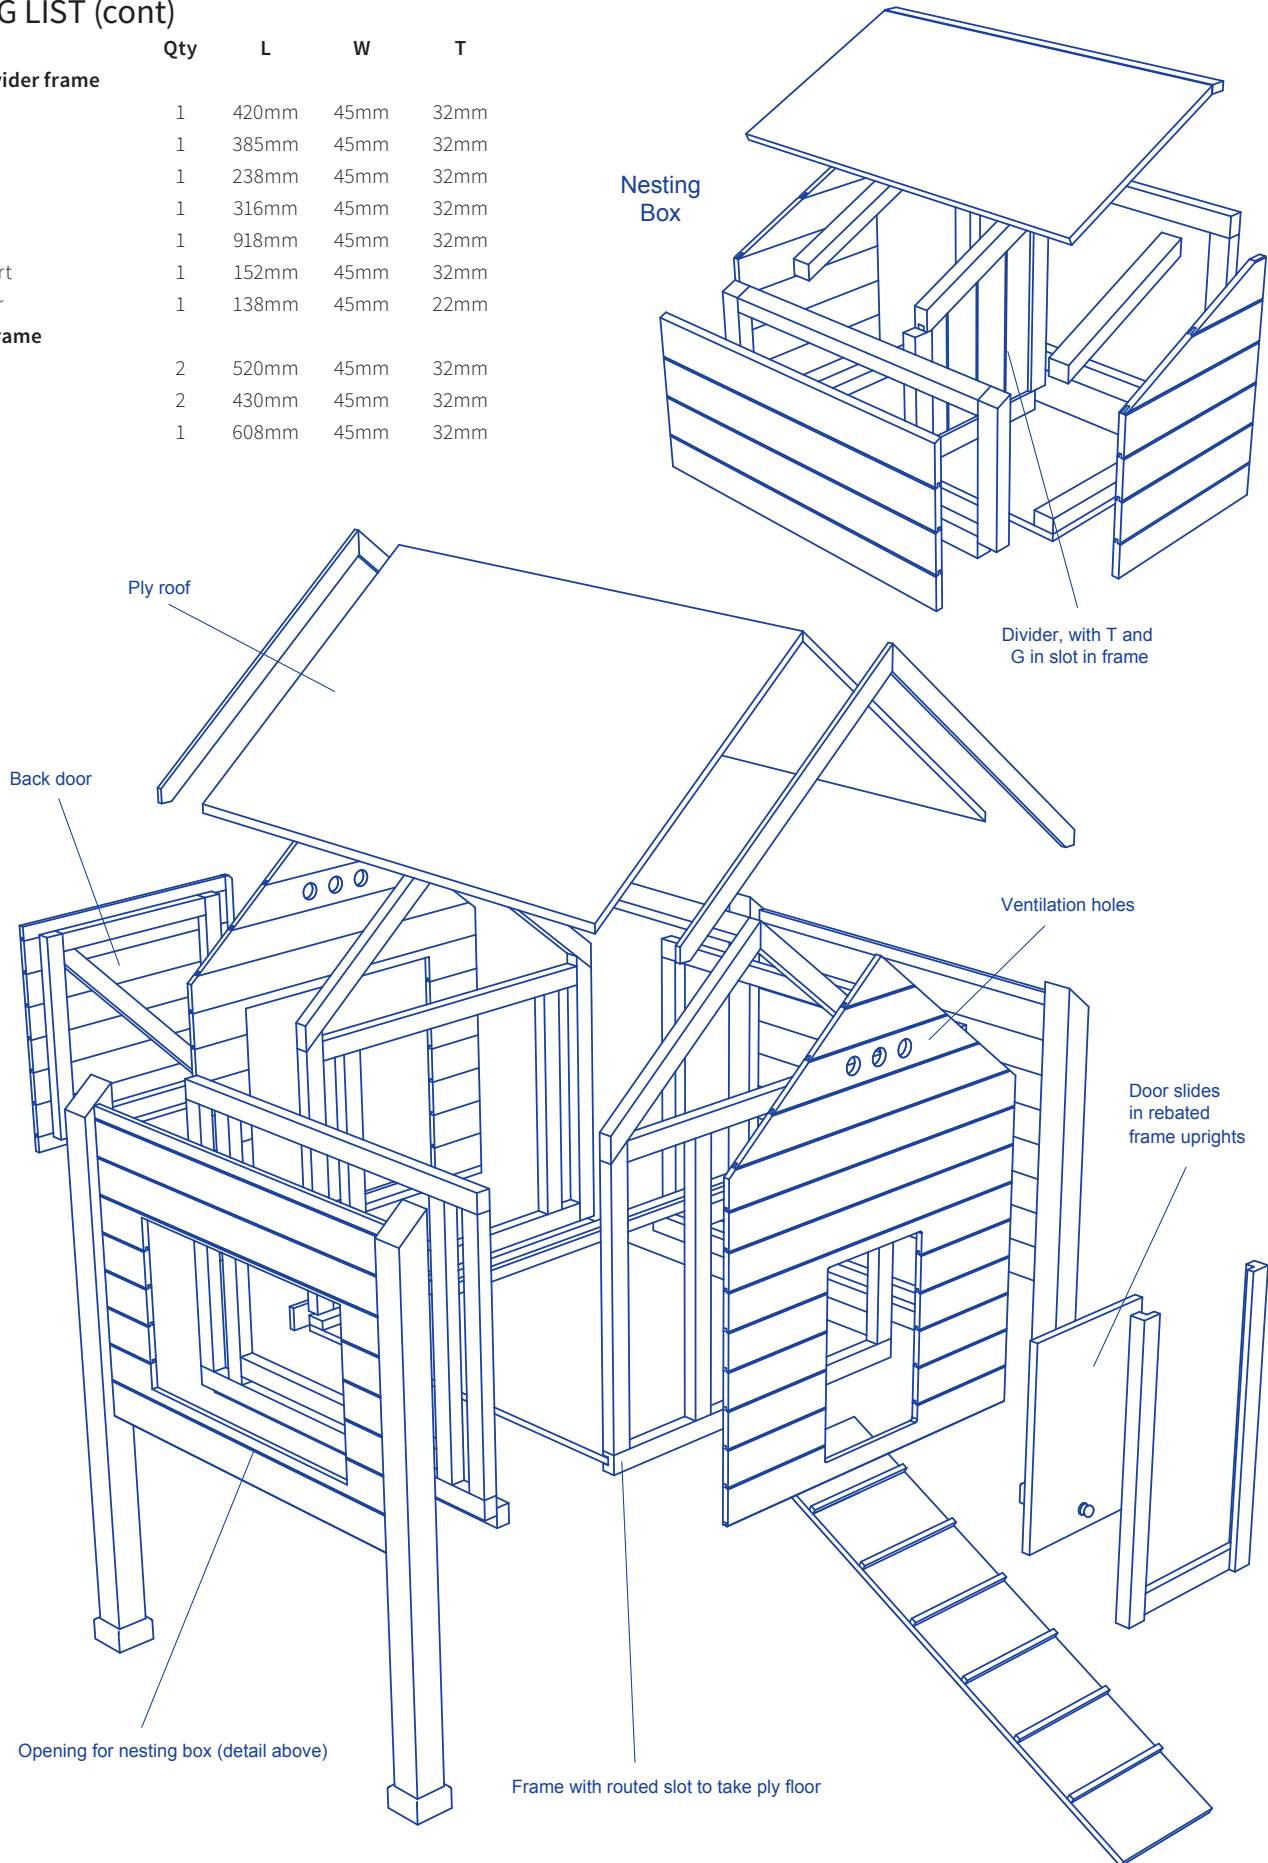 G LIST (cont)
Qty L W T
vider frame
1 420mm 45mm 32mm
1 385mm 45mm 32mm
1 238mm 45mm 32mm
1 316mm 45mm 32mm
1 918mm 45mm 32mm
rt 1 152mm 45mm 32mm
r 1 138mm 45mm 22mm
rame
2 520mm 45mm 32mm
2 430mm 45mm 32mm
1 608mm 45mm 32mm
Nesting
Box
Divider, with T and
G in slot in frame
Ply roof
Back door
Ventilation holes
Door slides
in rebated
frame uprights
Opening for nesting box (detail above)
Frame with routed slot to take ply floor